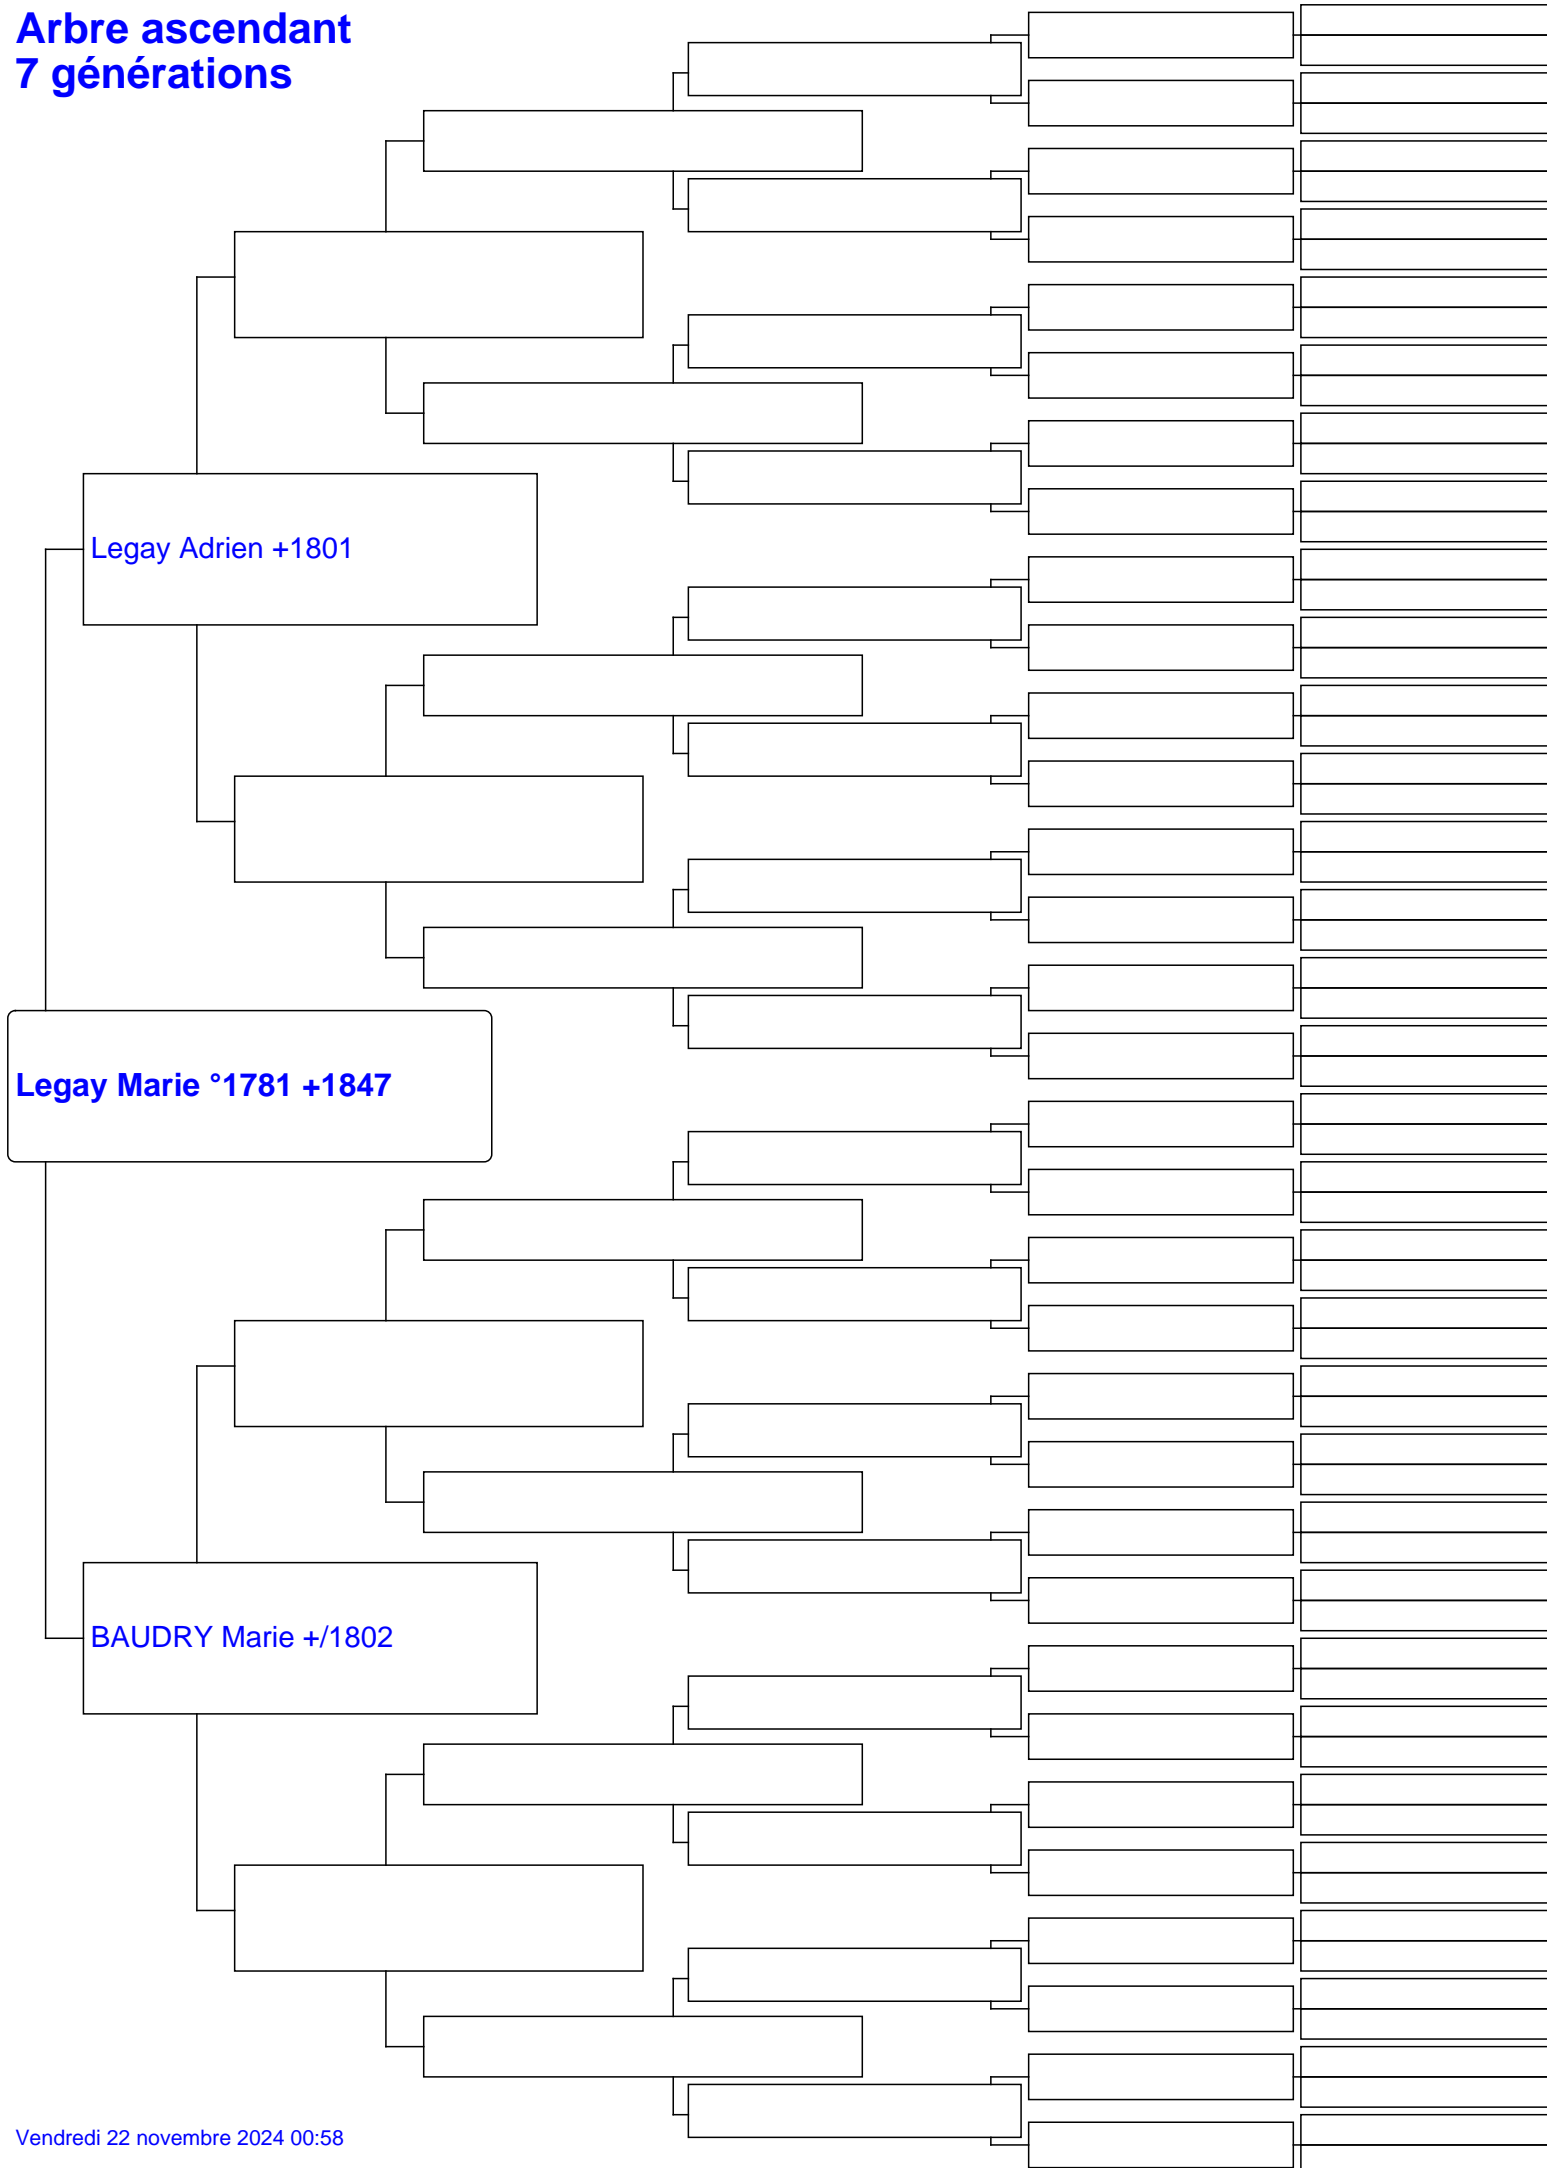 Arbre ascendant
7 générations
Legay Adrien +1801
Legay Marie °1781 +1847
BAUDRY Marie +/1802
Vendredi 22 novembre 2024 00:58